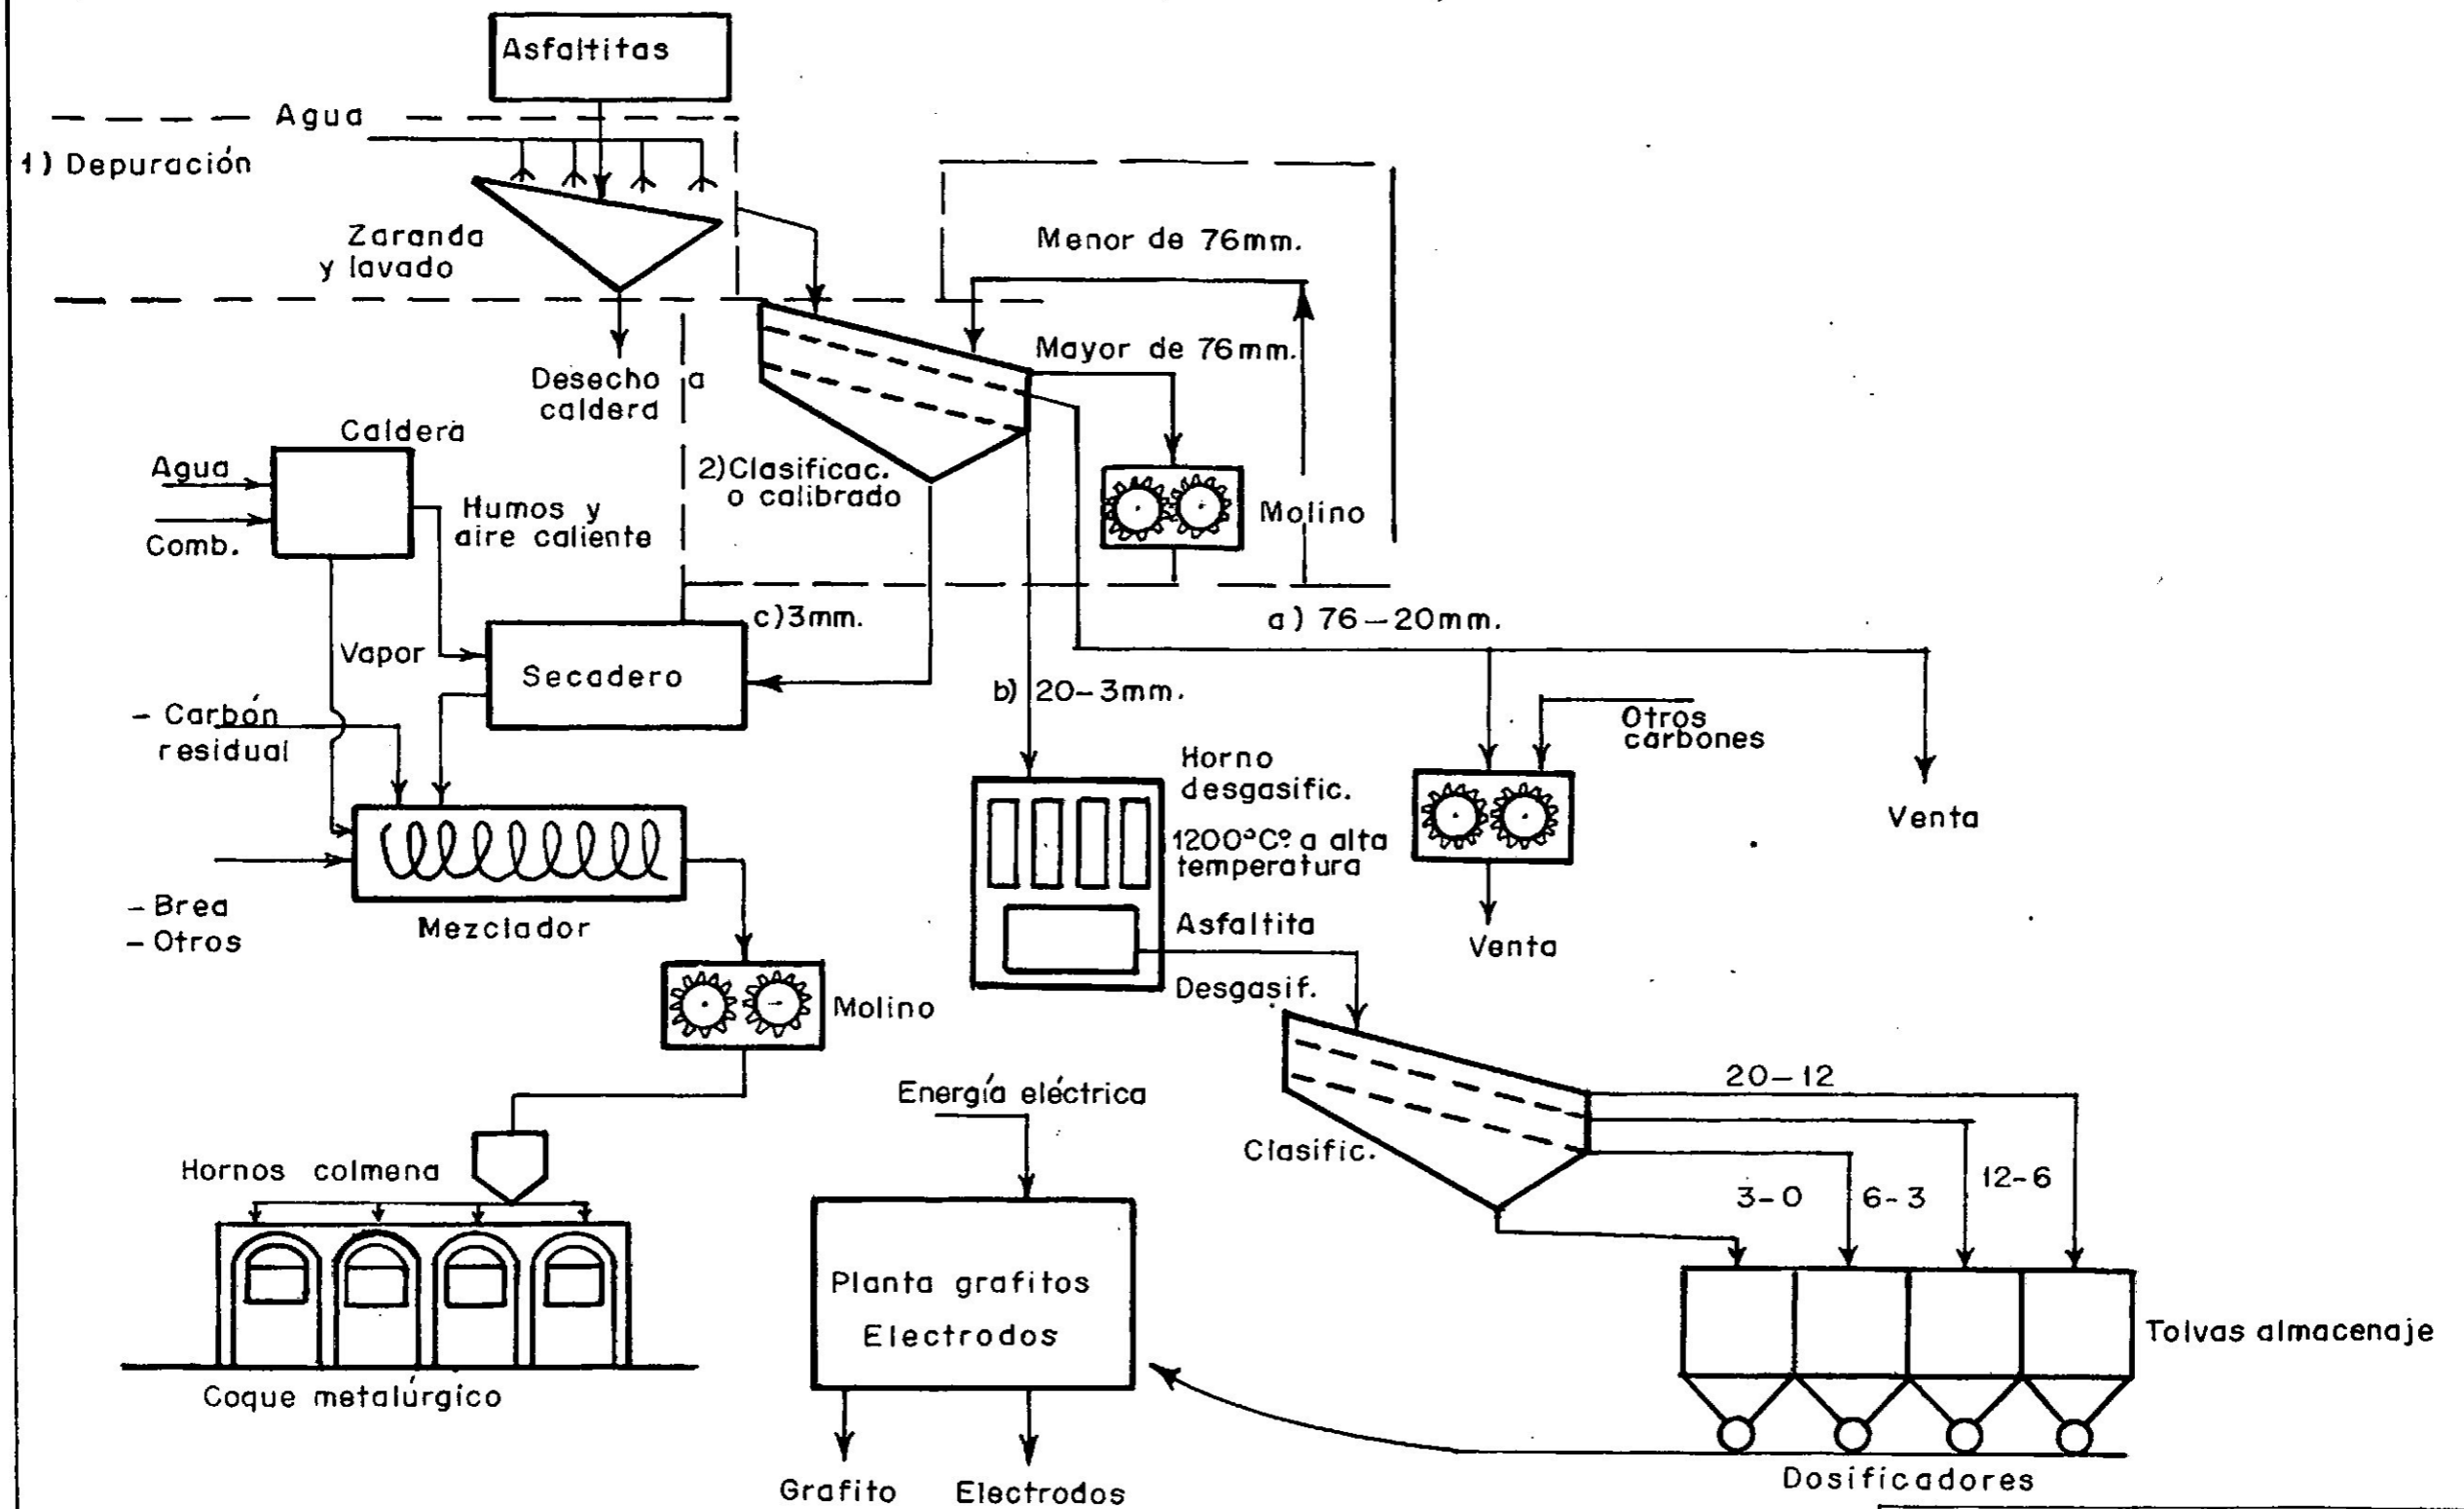 Asfaltitas
Agua
1) Depuración
Zaranda
y lavado
Menor de 76mm.
Mayor de 76mm.
Desecho a
caldera
Caldera
Agua
Comb.
Humos y
aire caliente
2)Clasificac.
o calibrado
Molino
c)3mm.
a) 76-20mm.
Vapor
Secadero
b) 20-3mm.
- Carbón
residual
Otros
carbones
Horno
desgasific.
1200°Cº a alta
temperatura
Venta
- Brea
- Otros
Mezclador
Asfaltita
Desgasif.
Venta
Molino
Energía eléctrica
20-12
Clasific.
Hornos colmena
3-0
6-3
12-6
Planta grafitos
Electrodos
Tolvas almacenaje
Coque metalúrgico
Dosificadores
Grafito
Electrodos